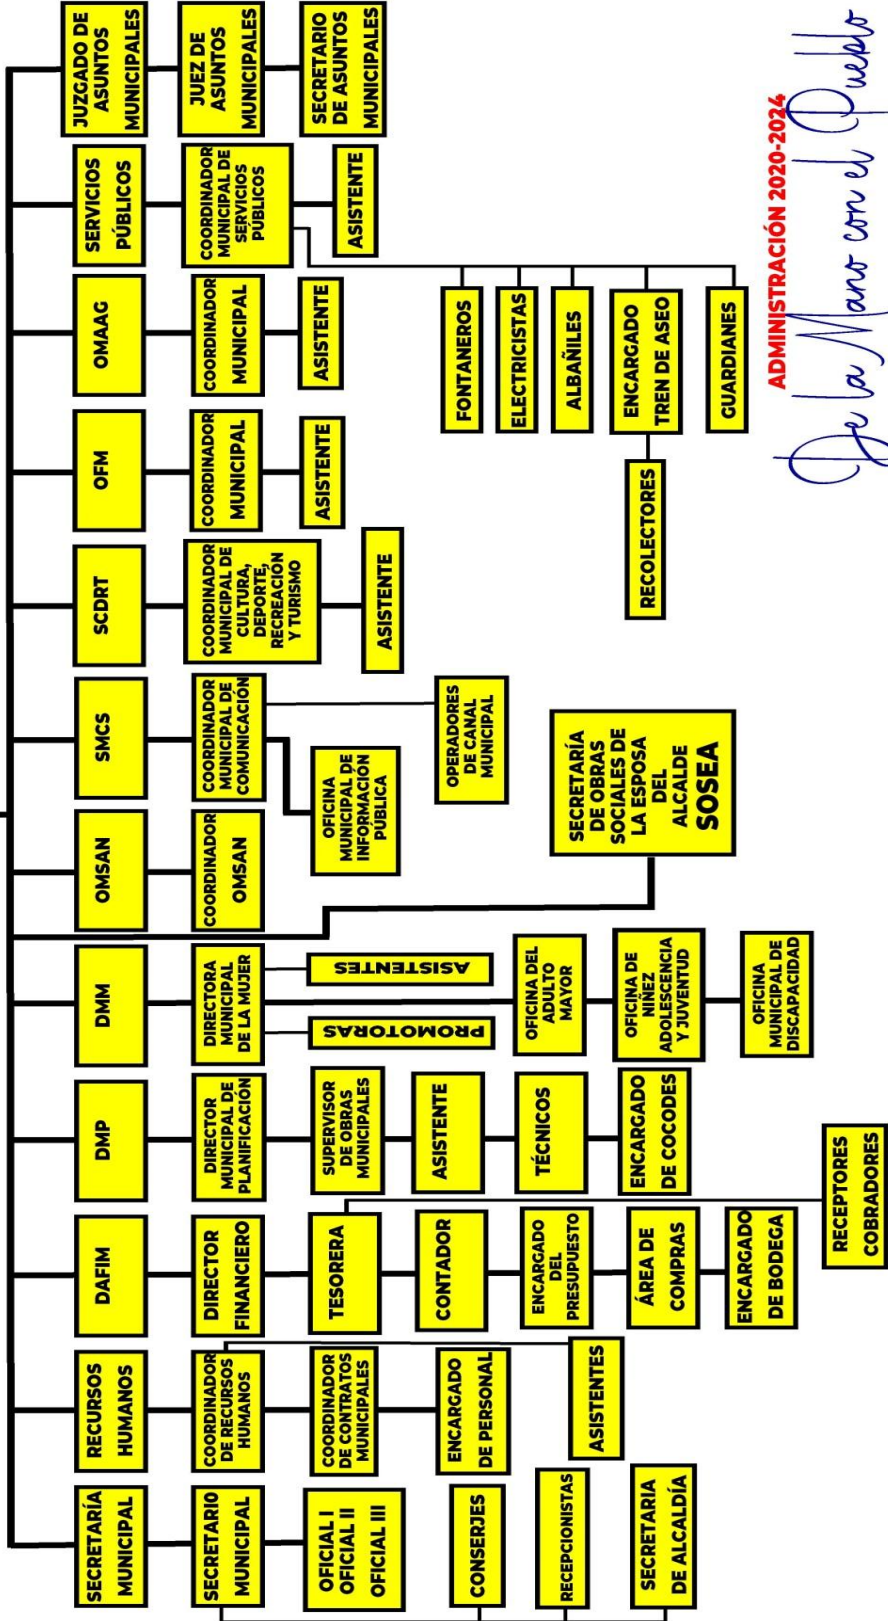 SECRETARÍA
MUNICIPAL
SECRETARIO
MUNICIPAL
OFICIAL I
OFICIAL II
OFICIAL III
CONSERJES
RECEPCIONISTAS
SECRETARIA
DE ALCALDÍA
RECURSOS
HUMANOS
COORDINADOR
DE RECURSOS
HUMANOS
COORDINADOR
DE CONTRATOS
MUNICIPALES
ENCARGADO
DE PERSONAL
ASISTENTES
DAFIM
DIRECTOR
FINANCIERO
TESORERA
CONTADOR
ENCARGADO
DEL
PRESUPUESTO
ÁREA DE
COMPRAS
ENCARGADO
DE BODEGA
RECEPTORES
COBRADORES
DMP
DIRECTOR
MUNICIPAL DE
PLANIFICACIÓN
SUPERVISOR
DE OBRAS
MUNICIPALES
ASISTENTE
TÉCNICOS
ENCARGADO
DE COCODES
DMM
DIRECTORA
MUNICIPAL
DE LA MUJER
PROMOTORAS
ASISTENTES
OFICINA DEL
ADULTO
MAYOR
OFICINA DE
NIÑEZ
ADOLESCENCIA
Y JUVENTUD
OFICINA
MUNICIPAL DE
DISCAPACIDAD
OMSAN
COORDINADOR
OMSAN
SECRETARÍA
DE OBRAS
SOCIALES DE
LA ESPOSA
DEL
ALCALDE
SOSEA
SMCS
COORDINADOR
MUNICIPAL DE
COMUNICACIÓN
OFICINA
MUNICIPAL DE
INFORMACIÓN
PÚBLICA
OPERADORES
DE CANAL
MUNICIPAL
SCDRT
COORDINADOR
MUNICIPAL DE
CULTURA,
DEPORTE,
RECREACIÓN
Y TURISMO
ASISTENTE
OFM
COORDINADOR
MUNICIPAL
ASISTENTE
OMAAG
COORDINADOR
MUNICIPAL
ASISTENTE
SERVICIOS
PÚBLICOS
COORDINADOR
MUNICIPAL DE
SERVICIOS
PÚBLICOS
ASISTENTE
FONTANEROS
ELECTRICISTAS
ALBAÑILES
ENCARGADO
TREN DE ASEO
RECOLECTORES
GUARDIANES
JUZGADO DE
ASUNTOS
MUNICIPALES
JUEZ DE
ASUNTOS
MUNICIPALES
SECRETARIO
DE ASUNTOS
MUNICIPALES
ADMINISTRACIÓN 2020-2024
De la Mano con el Pueblo